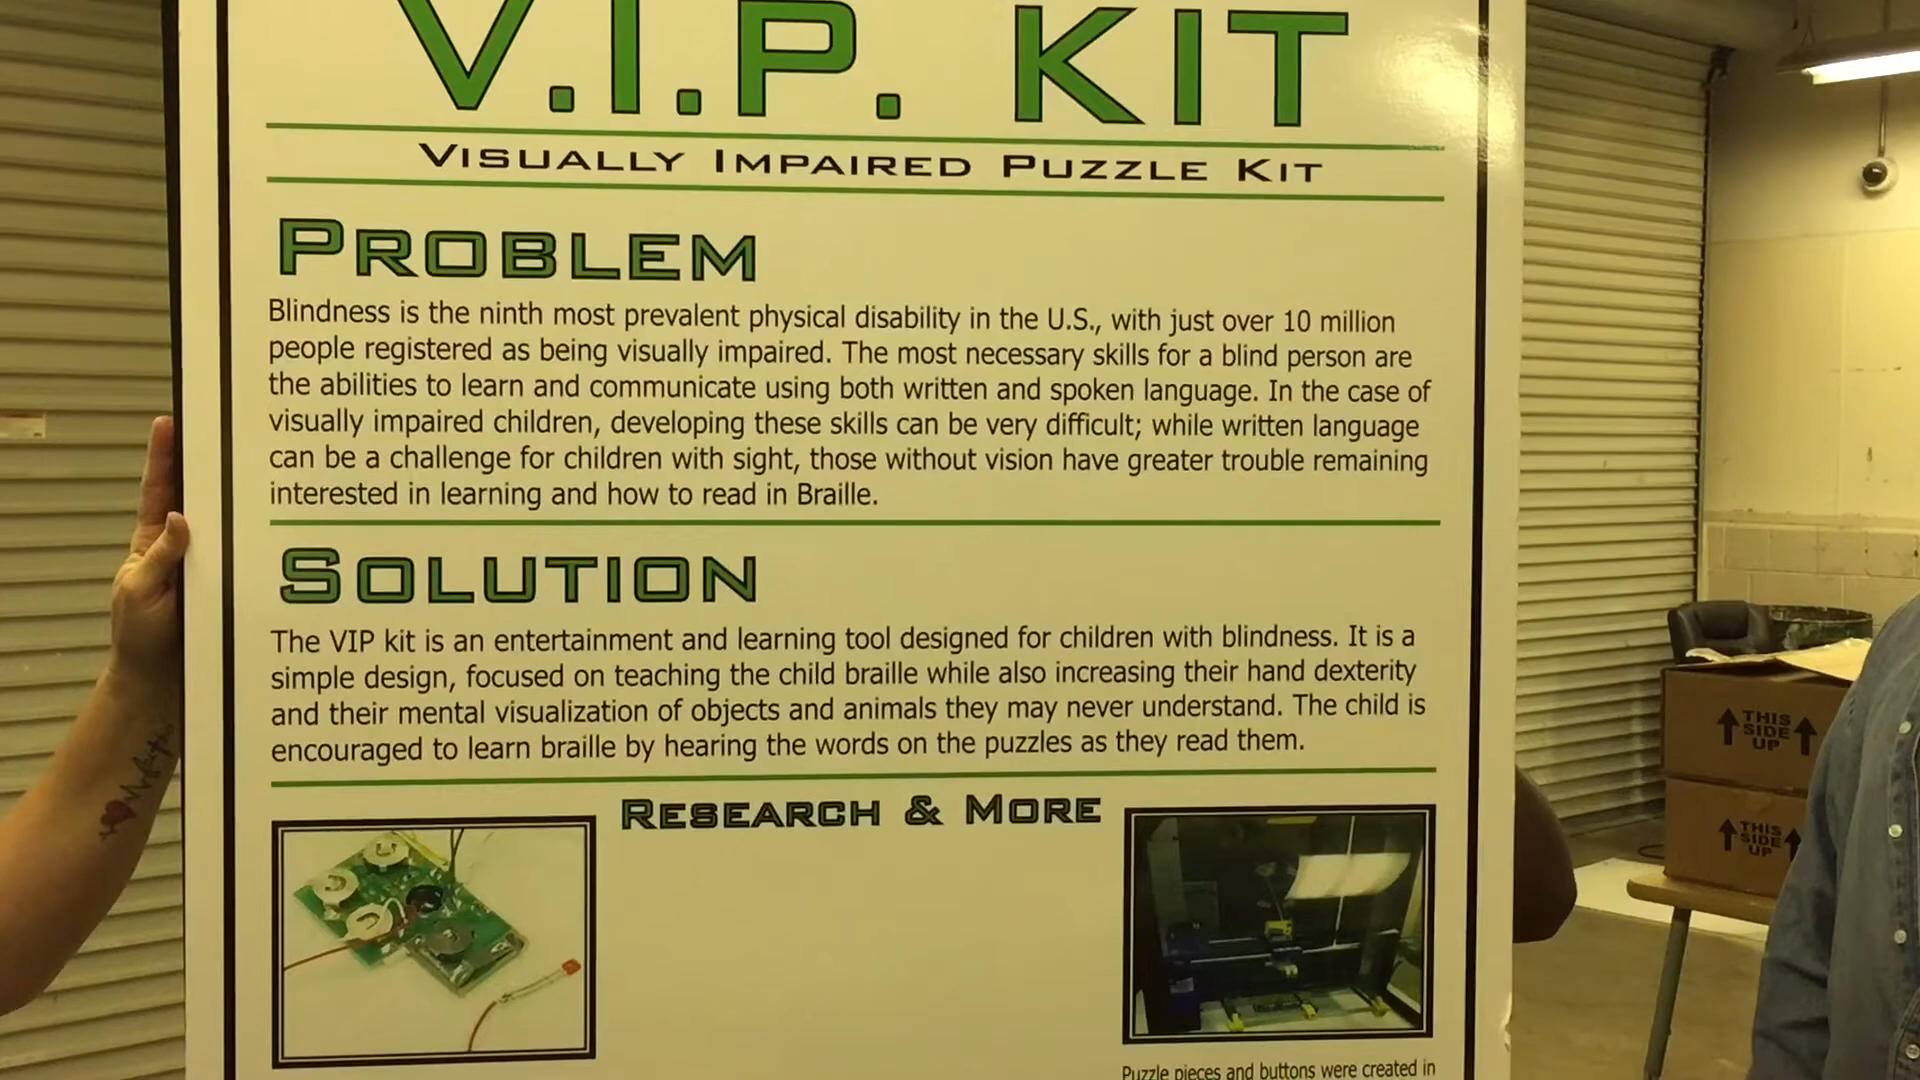 V.I.P. KIT
VISUALLY IMPAIRED PUZZLE KIT
PROBLEM
Blindness is the ninth most prevalent physical disability in the U.S., with just over 10 million
people registered as being visually impaired. The most necessary skills for a blind person are
the abilities to learn and communicate using both written and spoken language. In the case of
visually impaired children, developing these skills can be very difficult; while written language
can be a challenge for children with sight, those without vision have greater trouble remaining
interested in learning and how to read in Braille.
SOLUTION
The VIP kit is an entertainment and learning tool designed for children with blindness. It is a
simple design, focused on teaching the child braille while also increasing their hand dexterity
and their mental visualization of objects and animals they may never understand. The child is
encouraged to learn braille by hearing the words on the puzzles as they read them.
RESEARCH & MORE
Puzzle pieces and buttons were created in
THIS
SIDE
UP
THIS
SIDE
UP